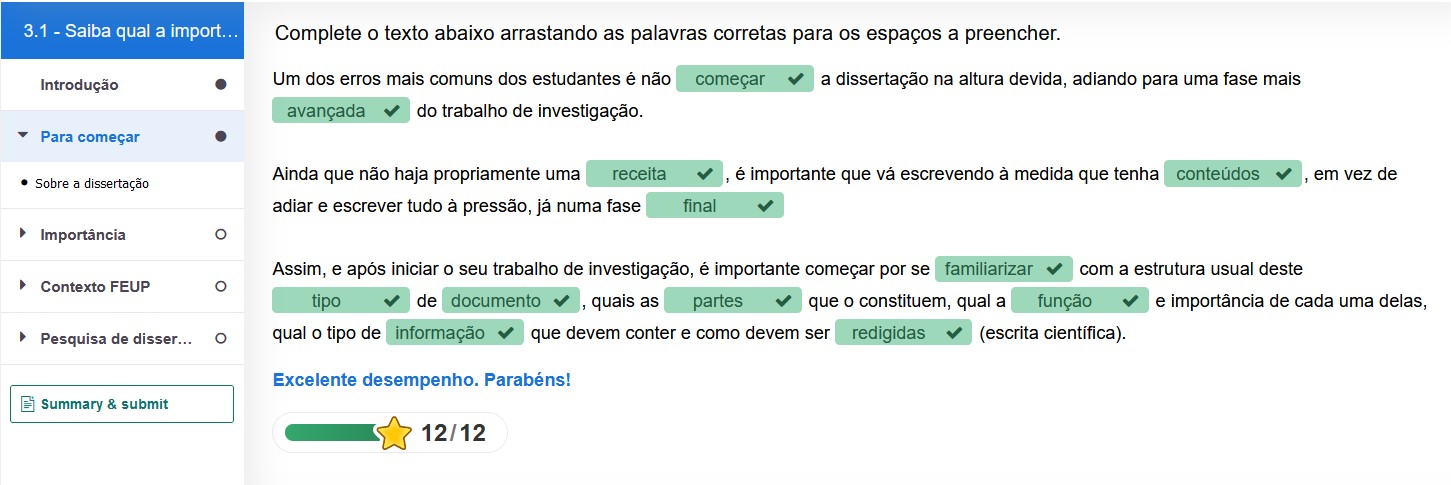 3.1 - Saiba qual a import...
Introdução
Para começar
Sobre a dissertação
Importância
Contexto FEUP
Pesquisa de disser...
Summary & submit
Complete o texto abaixo arrastando as palavras corretas para os espaços a preencher.
Um dos erros mais comuns dos estudantes é não começar a dissertação na altura devida, adiando para uma fase mais
avançada do trabalho de investigação.
Ainda que não haja propriamente uma receita , é importante que vá escrevendo à medida que tenha conteúdos , em vez de
adiar e escrever tudo à pressão, já numa fase final
Assim, e após iniciar o seu trabalho de investigação, é importante começar por se familiarizar com a estrutura usual deste
tipo de documento , quais as partes que o constituem, qual a função e importância de cada uma delas,
qual o tipo de informação que devem conter e como devem ser redigidas (escrita científica).
Excelente desempenho. Parabéns!
12/12